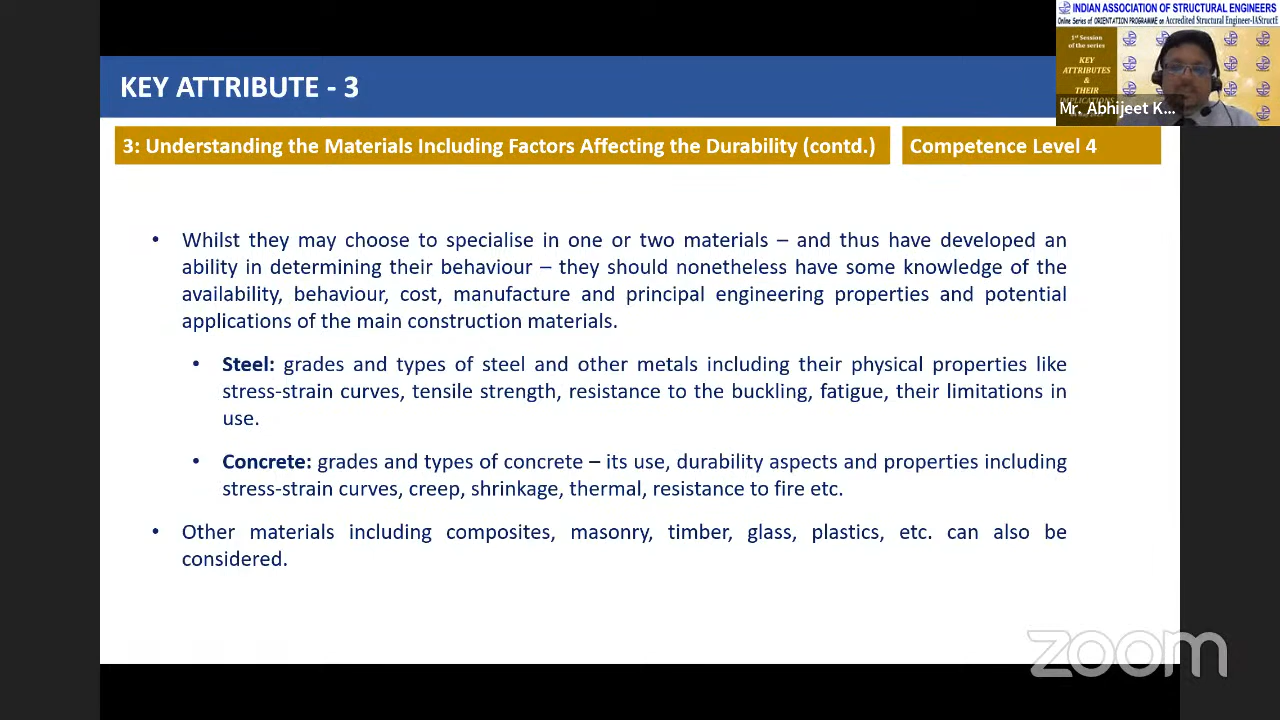 INDIAN ASSOCIATION OF STRUCTURAL ENGINEERS
Online Series of ORIENTATION PROGRAMME on Accredited Structural Engineer-IAStructE
1st Session
of the series
KEY
ATTRIBUTES
&
THEIR
Mr. Abhijeet K...
KEY ATTRIBUTE - 3
3: Understanding the Materials Including Factors Affecting the Durability (contd.)
Competence Level 4
• Whilst they may choose to specialise in one or two materials – and thus have developed an
ability in determining their behaviour – they should nonetheless have some knowledge of the
availability, behaviour, cost, manufacture and principal engineering properties and potential
applications of the main construction materials.
• Steel: grades and types of steel and other metals including their physical properties like
stress-strain curves, tensile strength, resistance to the buckling, fatigue, their limitations in
use.
• Concrete: grades and types of concrete – its use, durability aspects and properties including
stress-strain curves, creep, shrinkage, thermal, resistance to fire etc.
• Other materials including composites, masonry, timber, glass, plastics, etc. can also be
considered.
zoom